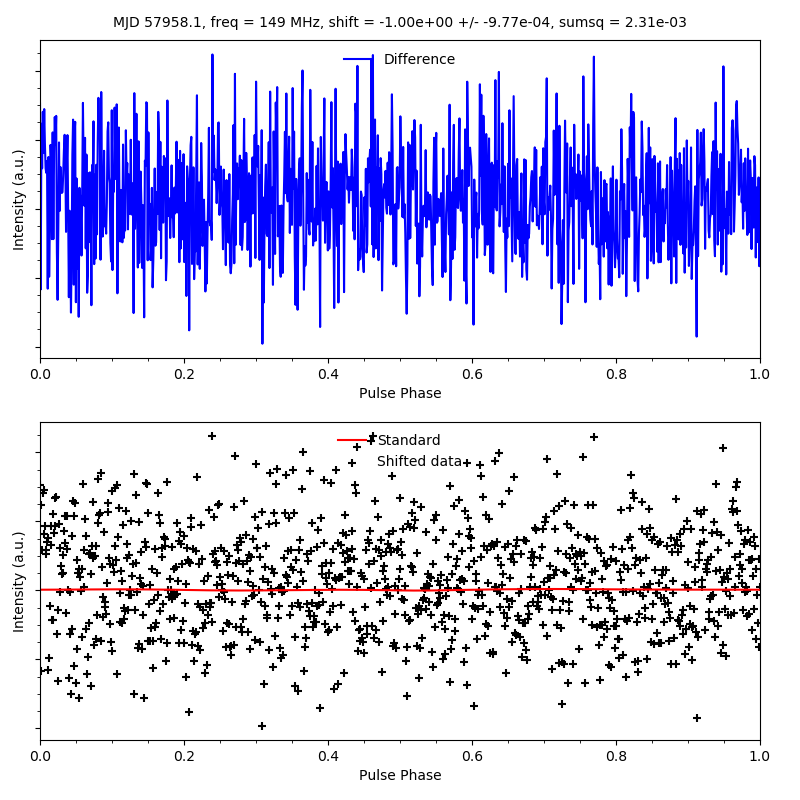 MJD 57958.1, freq = 149 MHz, shift = -1.00e+00 +/- -9.77e-04, sumsq = 2.31e-03
Difference
Intensity (a.u.)
0.0 0.2 0.4 0.6 0.8 1.0
Pulse Phase
Standard
Shifted data
Intensity (a.u.)
0.0 0.2 0.4 0.6 0.8 1.0
Pulse Phase